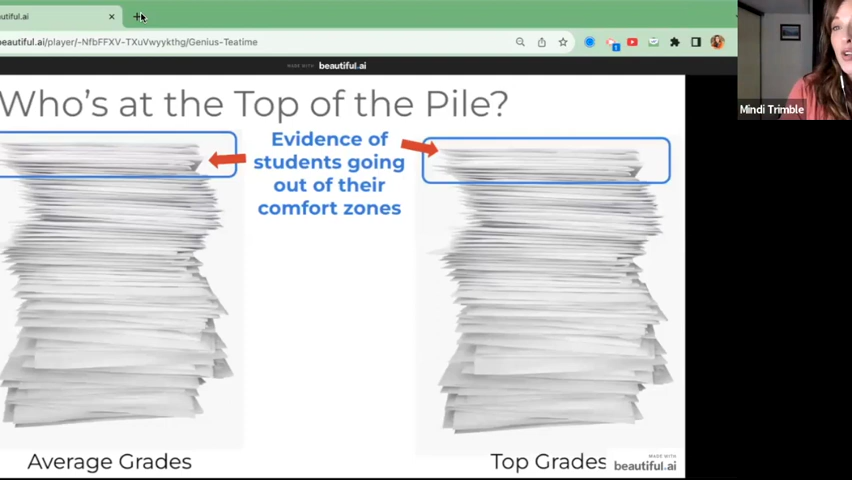 eautiful.ai
beautiful.ai/player/-NfbFFXV-TXuVwyykthg/Genius-Teatime
MADE WITH beautiful.ai
Who's at the Top of the Pile?
Evidence of
students going
out of their
comfort zones
Mindi Trimble
Average Grades
Top Grades
MADE WITH
beautiful.ai